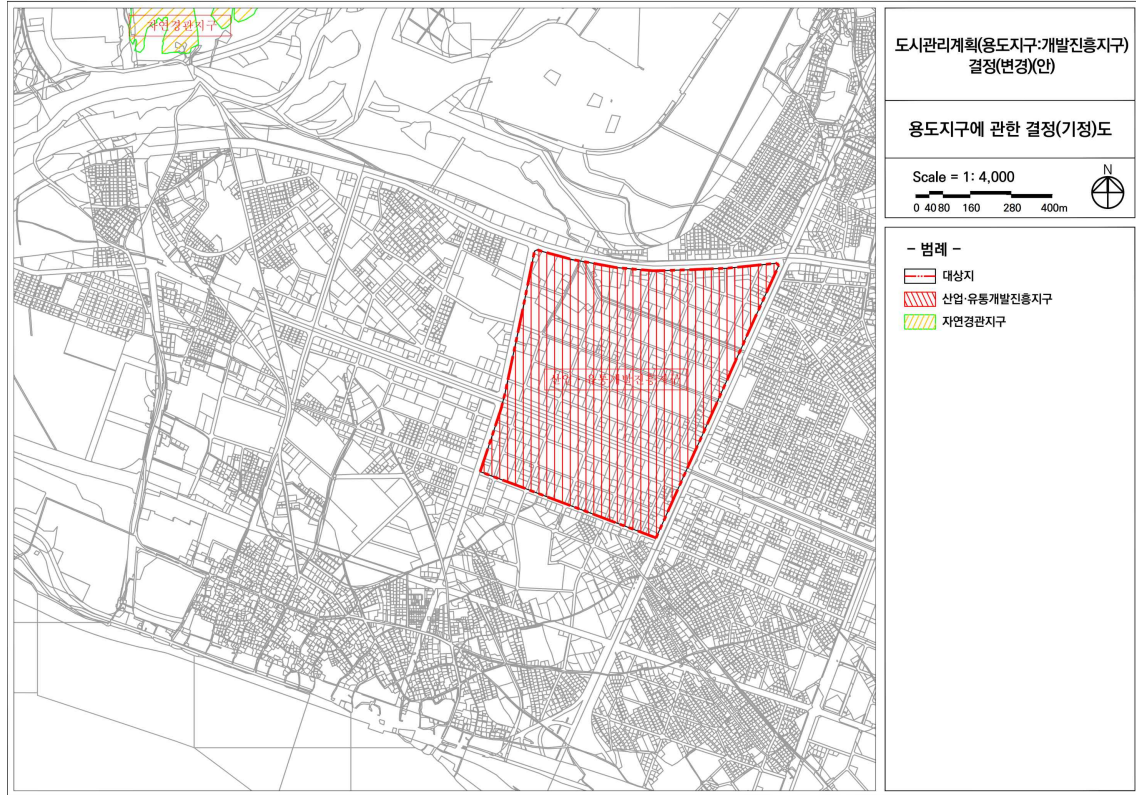 자연경관지구
산업·유통개발진흥지구
도시관리계획(용도지구:개발진흥지구)
결정(변경)(안)
용도지구에 관한 결정(기정)도
Scale = 1: 4,000
N
0 40 80 160 280 400m
- 범례 -
대상지
산업·유통개발진흥지구
자연경관지구